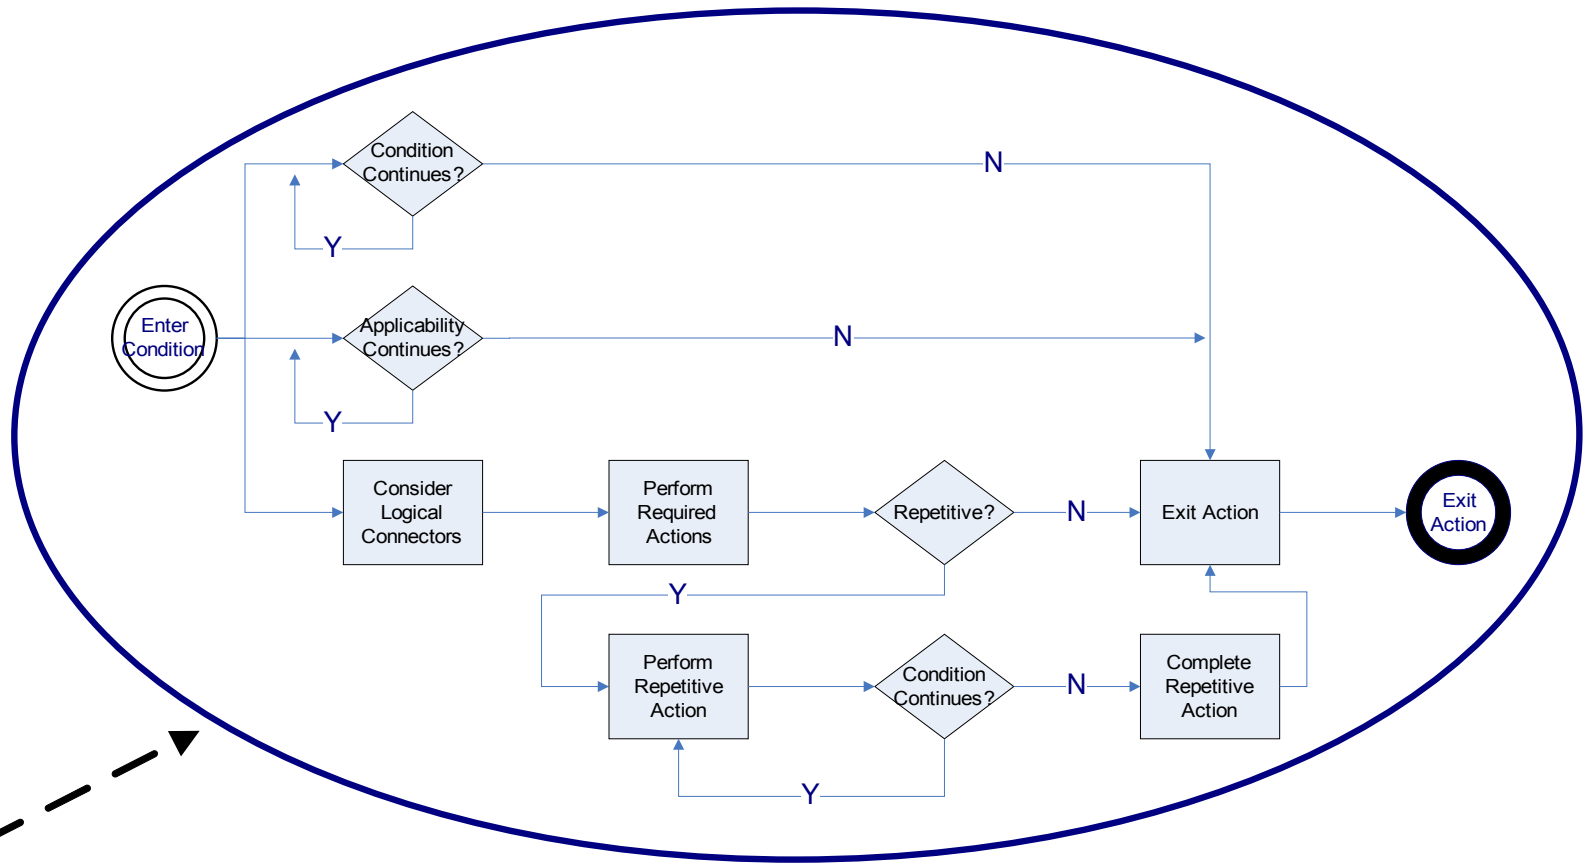 Condition
Continues?
N
Y
Enter
Condition
Applicability
Continues?
N
Y
Consider
Logical
Connectors
Perform
Required
Actions
Repetitive?
N
Exit Action
Exit
Action
Y
Perform
Repetitive
Action
Condition
Continues?
N
Complete
Repetitive
Action
Y